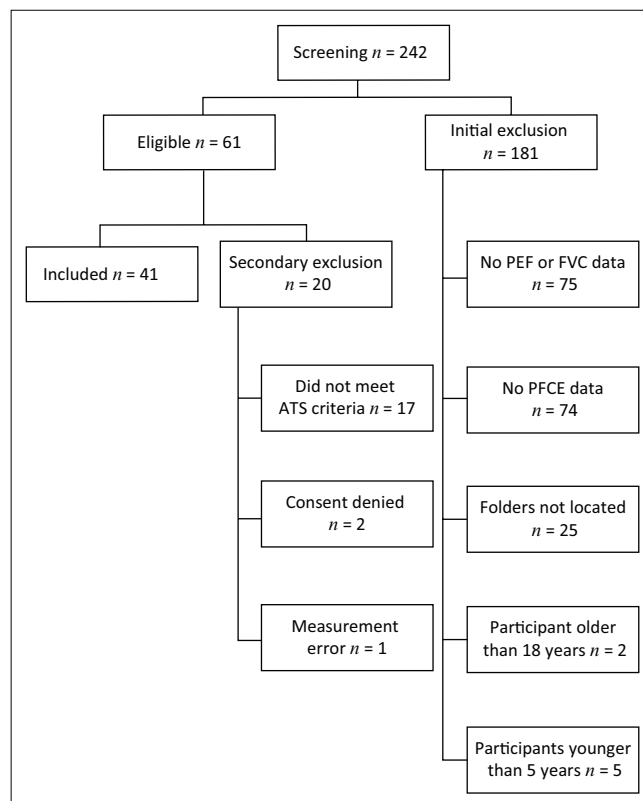 Screening n = 242
Eligible n = 61
Initial exclusion
n = 181
Included n = 41
Secondary exclusion
n = 20
No PEF or FVC data
n = 75
Did not meet
ATS criteria n = 17
No PFCE data
n = 74
Consent denied
n = 2
Folders not located
n = 25
Measurement
error n = 1
Participant older
than 18 years n = 2
Participants younger
than 5 years n = 5